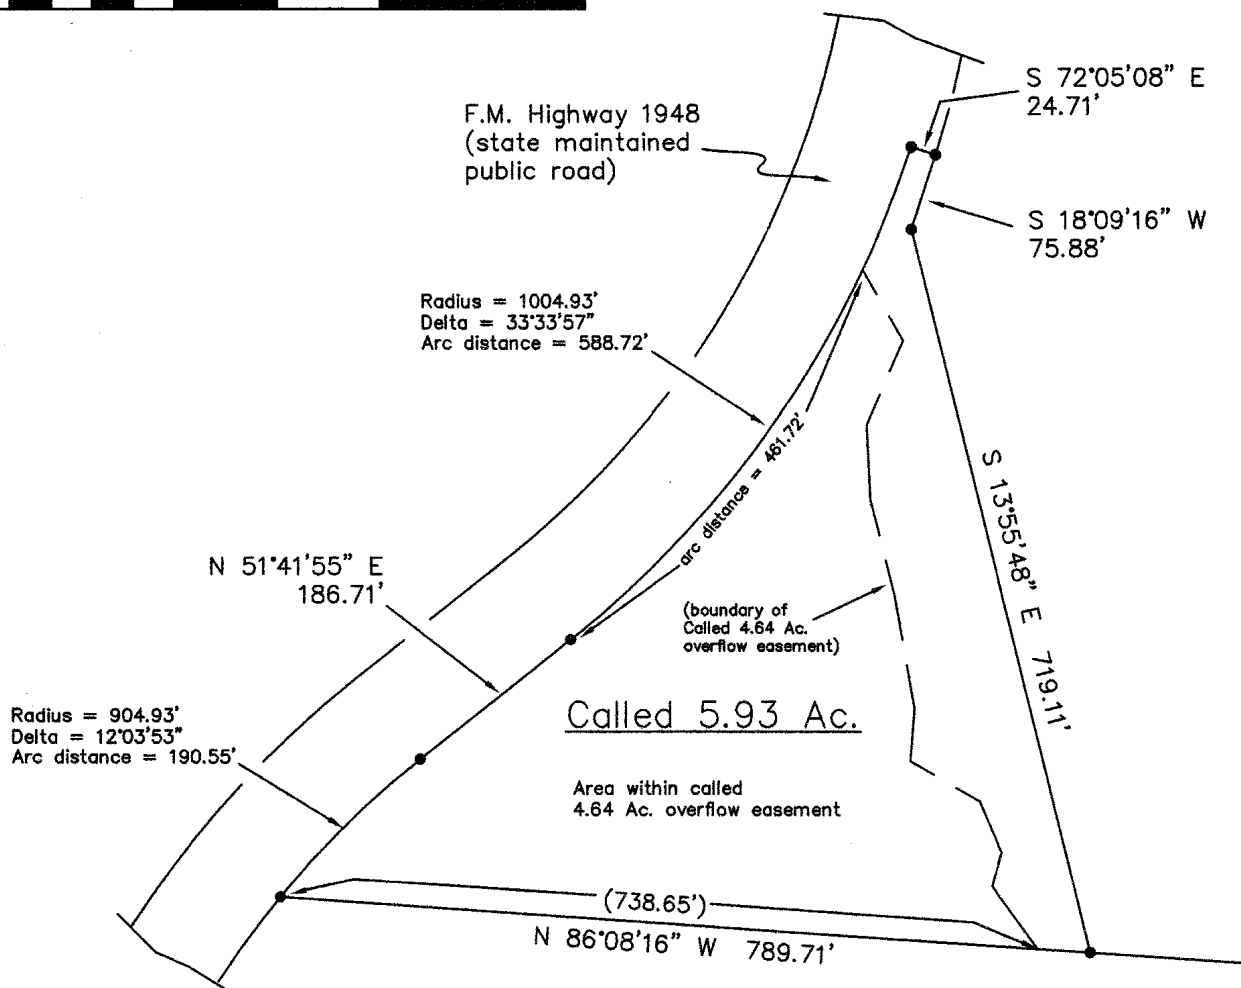 S 72°05'08" E
24.71'
F.M. Highway 1948
(state maintained
public road)
S 18°09'16" W
75.88'
Radius = 1004.93'
Delta = 33°33'57"
Arc distance = 588.72'
arc distance = 461.72'
S 13°55'48" E 719.11'
N 51°41'55" E
186.71'
(boundary of
Called 4.64 Ac.
overflow easement)
Radius = 904.93'
Delta = 12°03'53"
Arc distance = 190.55'
Called 5.93 Ac.
Area within called
4.64 Ac. overflow easement
(738.65')
N 86°08'16" W 789.71'